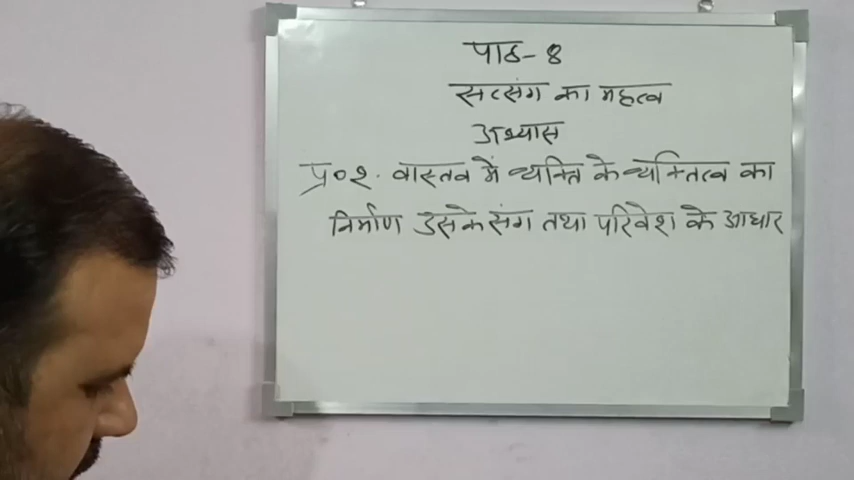 पाठ-8
सत्संग का महत्व
अभ्यास
प्र०२. वास्तव में व्यक्ति के व्यक्तित्व का
निर्माण उसके संग तथा परिवेश के आधार